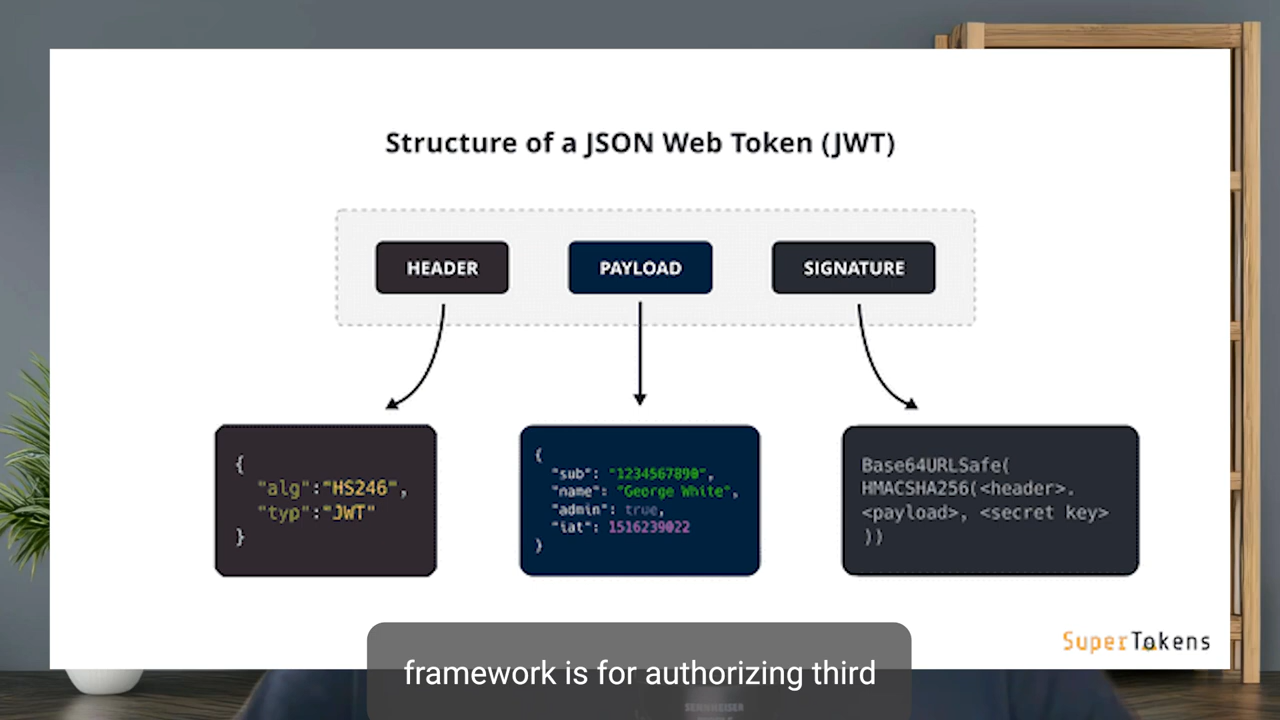 Structure of a JSON Web Token (JWT)
HEADER
PAYLOAD
SIGNATURE
{
"alg":"HS246",
"typ":"JWT"
}
{
"sub": "1234567890",
"name": "George White",
"admin": true,
"iat": 1516239022
}
Base64URLSafe(
HMACSHA256(<header>.
<payload>, <secret key>
))
SuperTokens
framework is for authorizing third
SENNHEISER